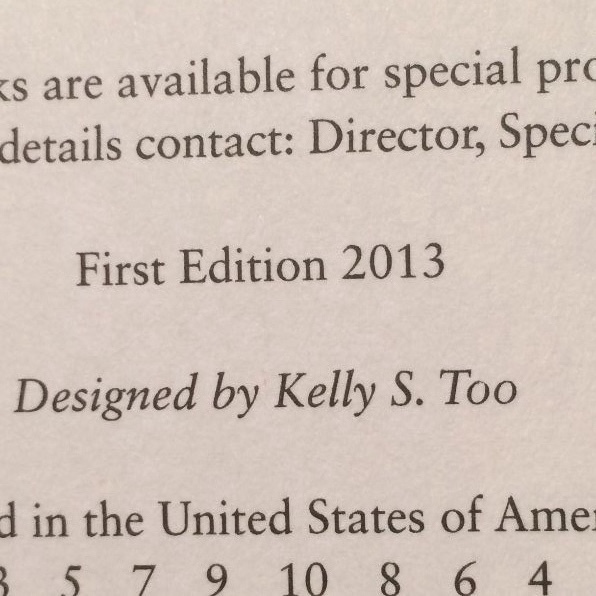 ks are available for special pro
details contact: Director, Speci
First Edition 2013
Designed by Kelly S. Too
d in the United States of Amer
3 5 7 9 10 8 6 4